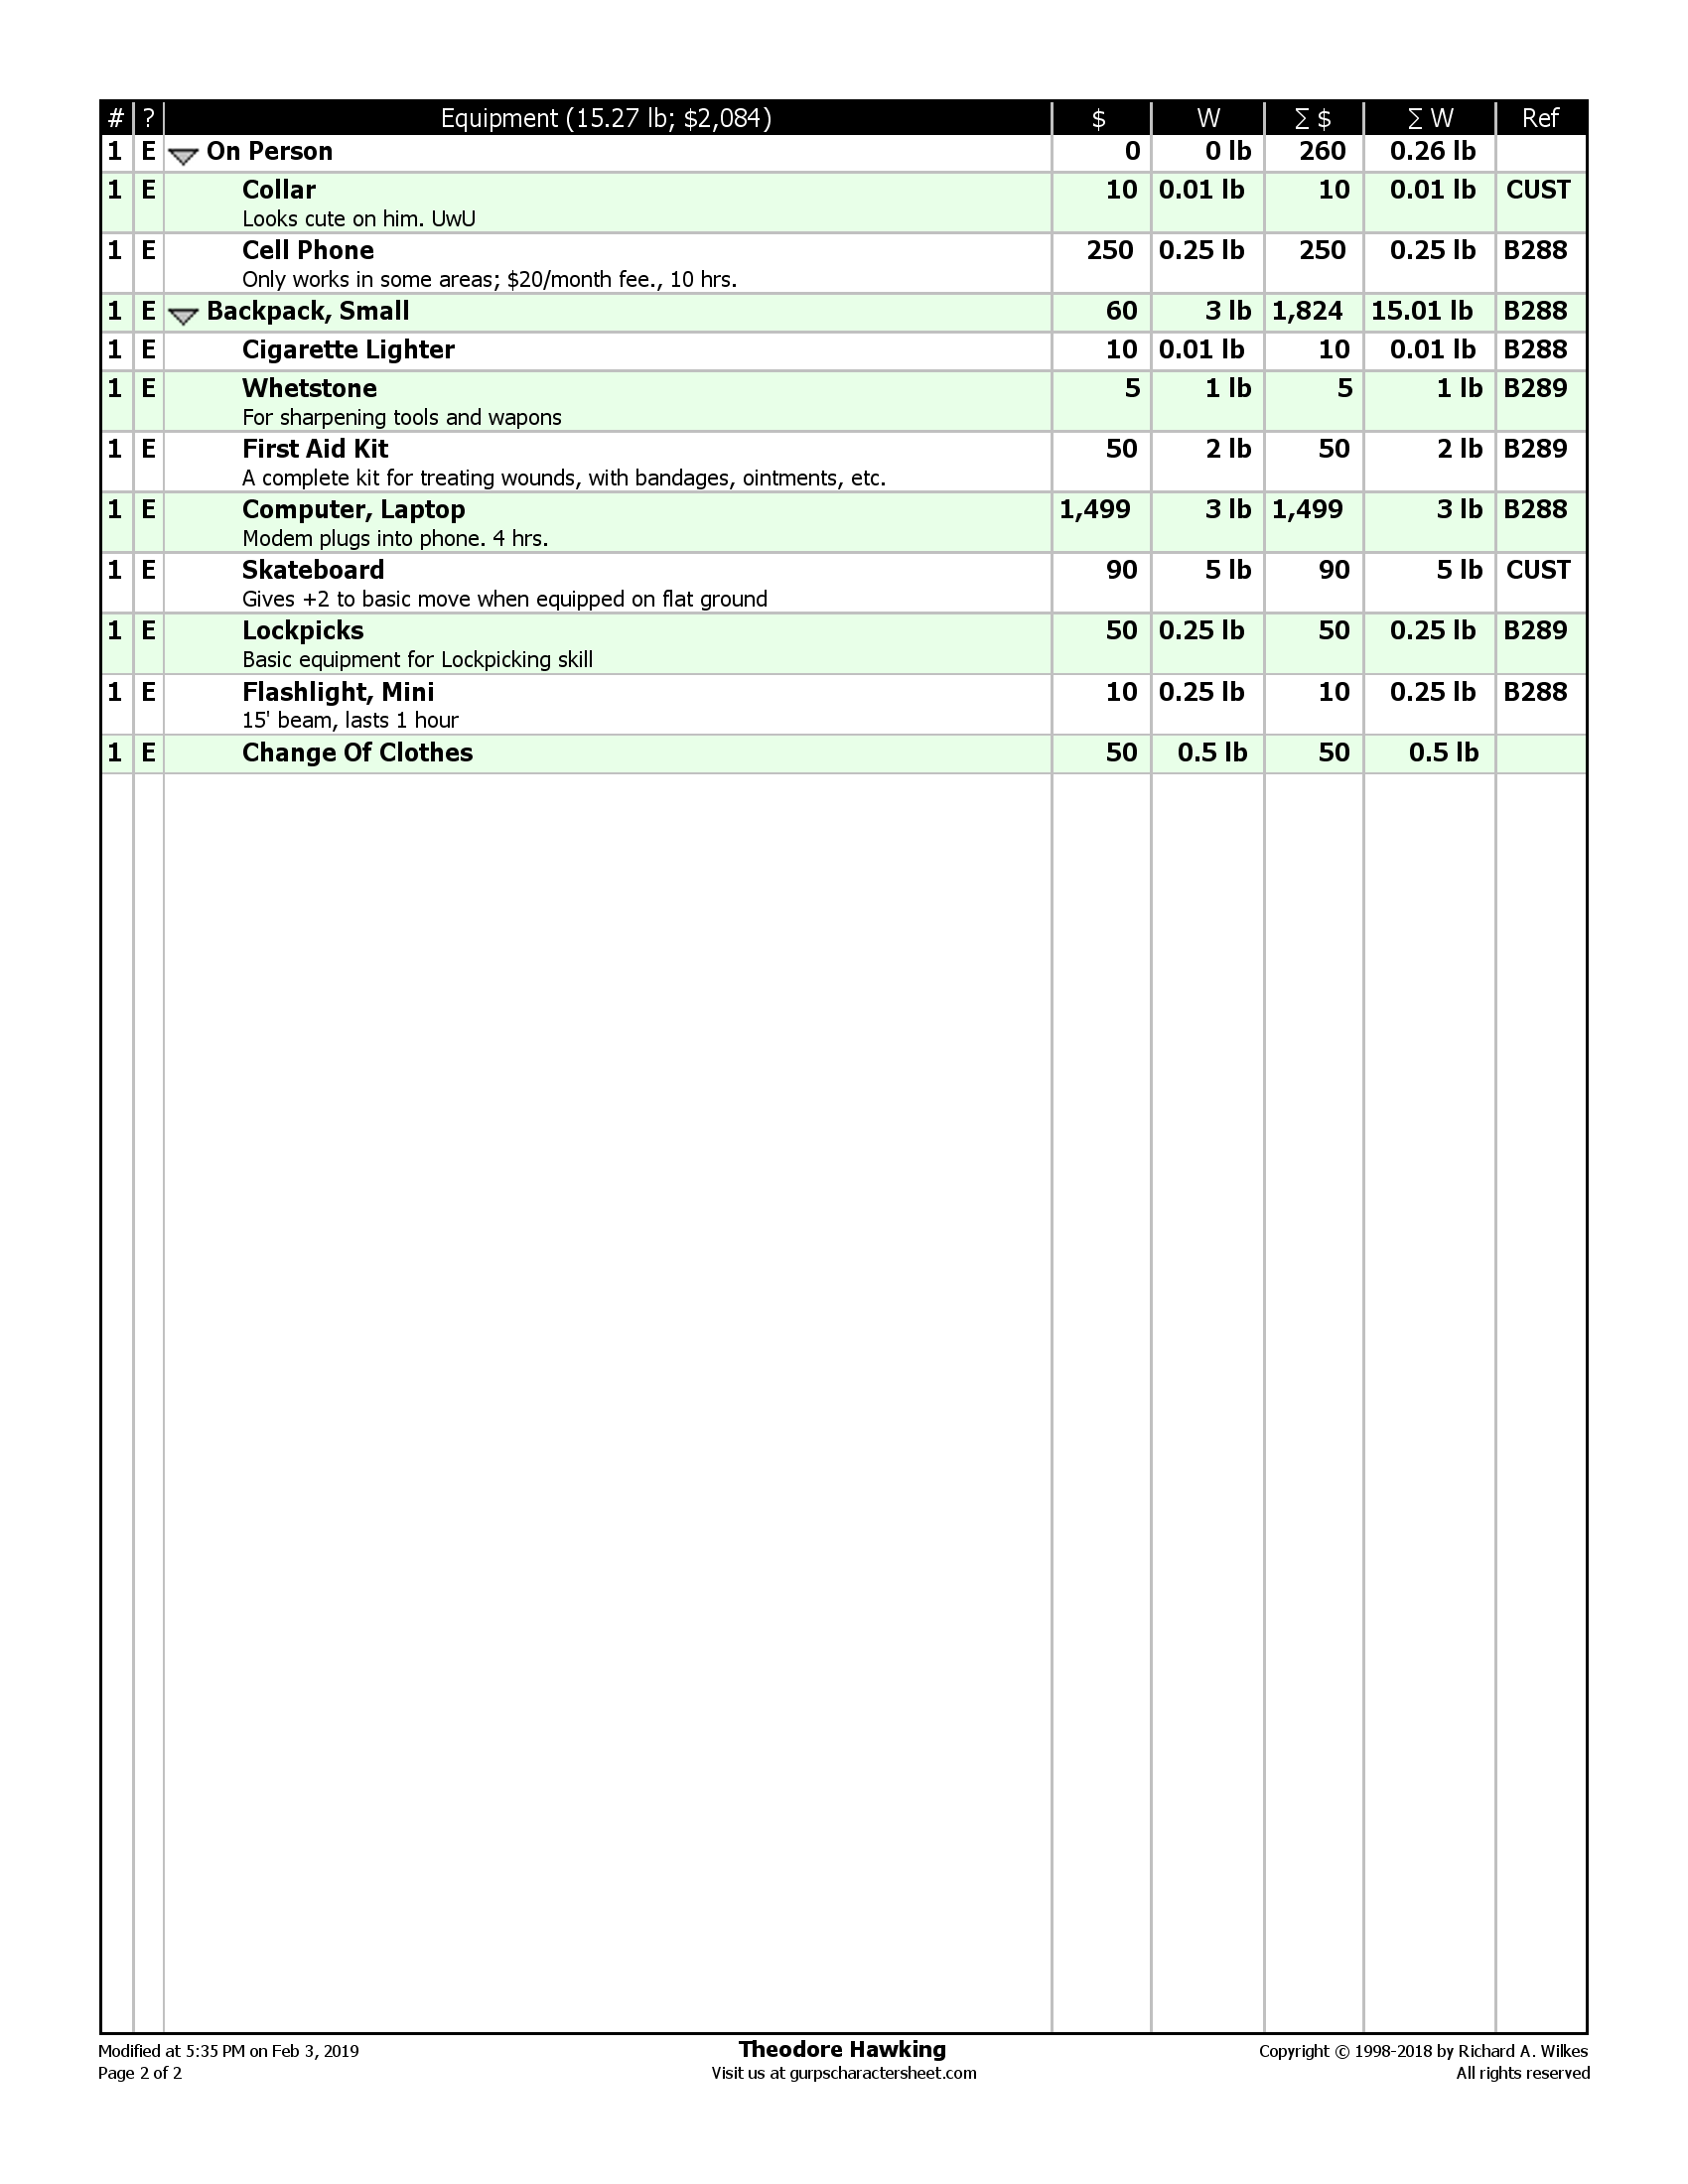 # ? Equipment (15.27 lb; $2,084) $ W Σ $ Σ W Ref
1 E On Person 0 0 lb 260 0.26 lb
1 E Collar 10 0.01 lb 10 0.01 lb CUST
Looks cute on him. UwU
1 E Cell Phone 250 0.25 lb 250 0.25 lb B288
Only works in some areas; $20/month fee., 10 hrs.
1 E Backpack, Small 60 3 lb 1,824 15.01 lb B288
1 E Cigarette Lighter 10 0.01 lb 10 0.01 lb B288
1 E Whetstone 5 1 lb 5 1 lb B289
For sharpening tools and wapons
1 E First Aid Kit 50 2 lb 50 2 lb B289
A complete kit for treating wounds, with bandages, ointments, etc.
1 E Computer, Laptop 1,499 3 lb 1,499 3 lb B288
Modem plugs into phone. 4 hrs.
1 E Skateboard 90 5 lb 90 5 lb CUST
Gives +2 to basic move when equipped on flat ground
1 E Lockpicks 50 0.25 lb 50 0.25 lb B289
Basic equipment for Lockpicking skill
1 E Flashlight, Mini 10 0.25 lb 10 0.25 lb B288
15' beam, lasts 1 hour
1 E Change Of Clothes 50 0.5 lb 50 0.5 lb
Modified at 5:35 PM on Feb 3, 2019 Theodore Hawking Copyright © 1998-2018 by Richard A. Wilkes
Page 2 of 2 Visit us at gurpscharactersheet.com All rights reserved